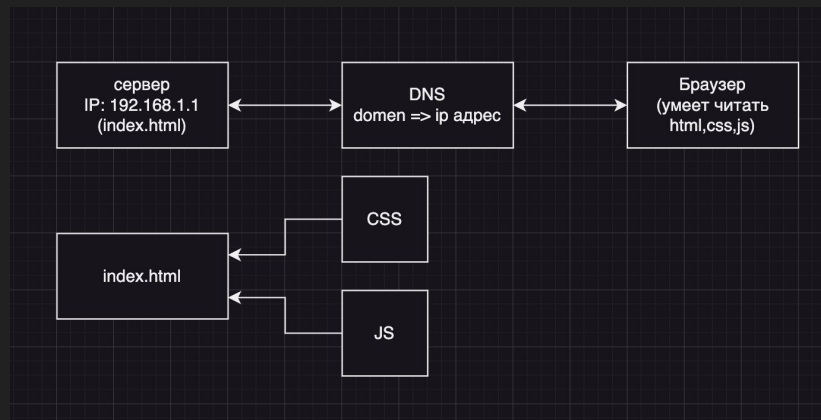 сервер
IP: 192.168.1.1
(index.html)
DNS
domen => ip адрес
Браузер
(умеет читать
html,css,js)
CSS
index.html
JS